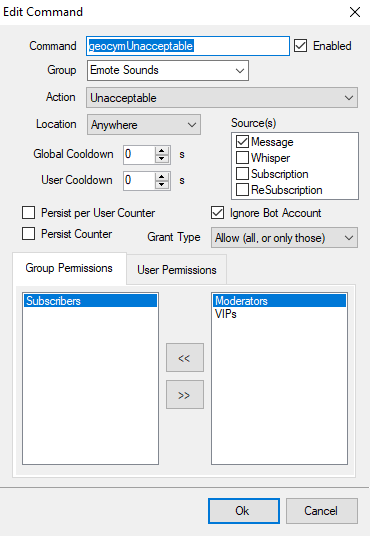 Edit Command
Command geocymUnacceptable Enabled
Group Emote Sounds
Action Unacceptable
Location Anywhere Source(s)
Message
Whisper
Subscription
ReSubscription
Global Cooldown 0 s
User Cooldown 0 s
Persist per User Counter Ignore Bot Account
Persist Counter Grant Type Allow (all, or only those)
Group Permissions User Permissions
Subscribers Moderators
VIPs
<<
>>
Ok Cancel